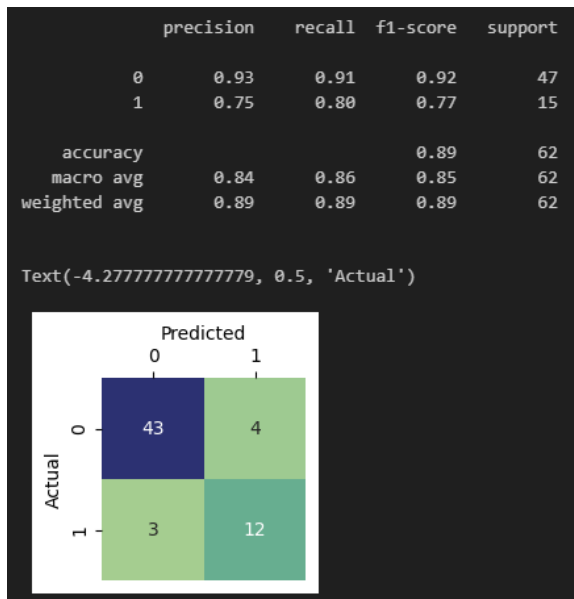 precision recall f1-score support
0 0.93 0.91 0.92 47
1 0.75 0.80 0.77 15
accuracy 0.89 62
macro avg 0.84 0.86 0.85 62
weighted avg 0.89 0.89 0.89 62
Text(-4.277777777777779, 0.5, 'Actual')
Predicted
0 1
0 43 4
Actual
1 3 12